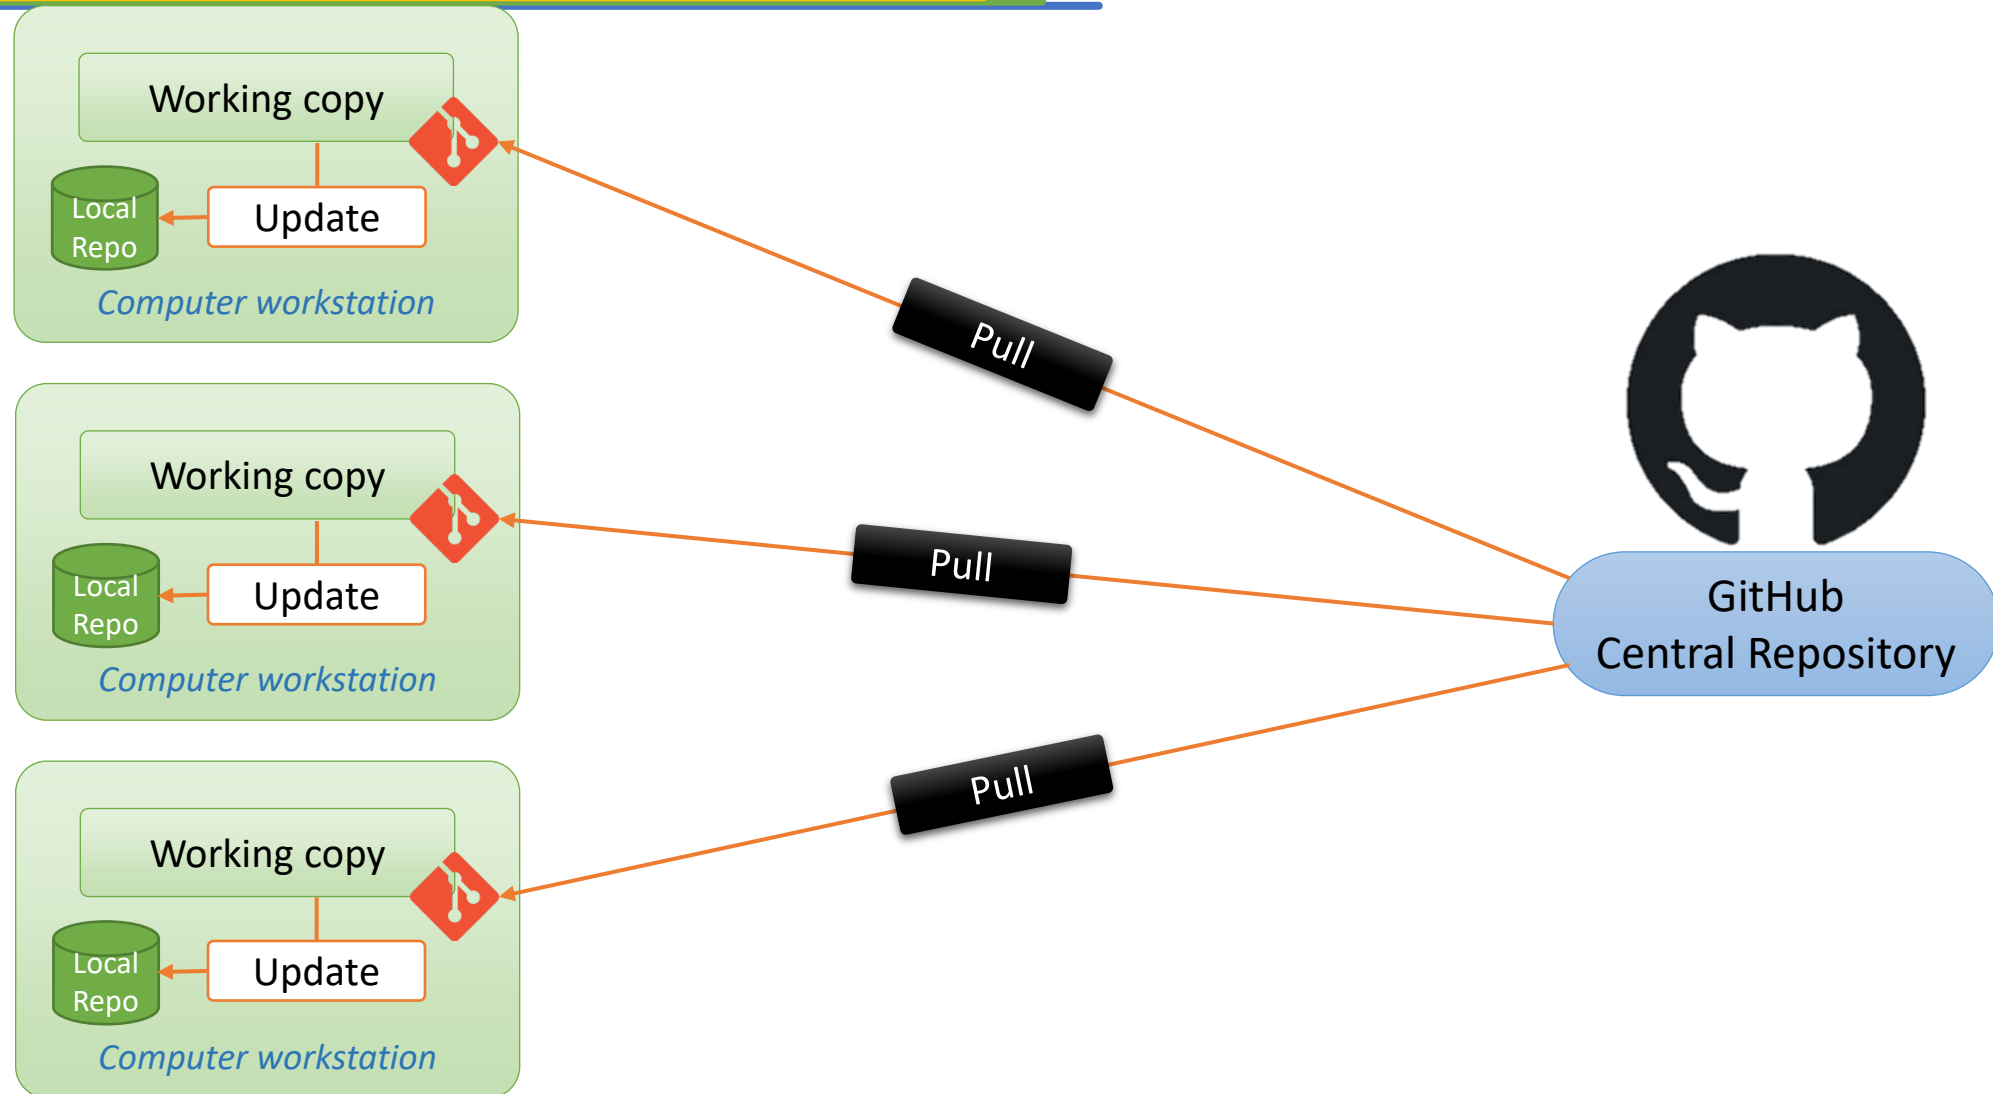 Working copy
Local
Repo
Update
Computer workstation
Pull
Working copy
Local
Repo
Update
Computer workstation
Pull
GitHub
Central Repository
Working copy
Local
Repo
Update
Computer workstation
Pull